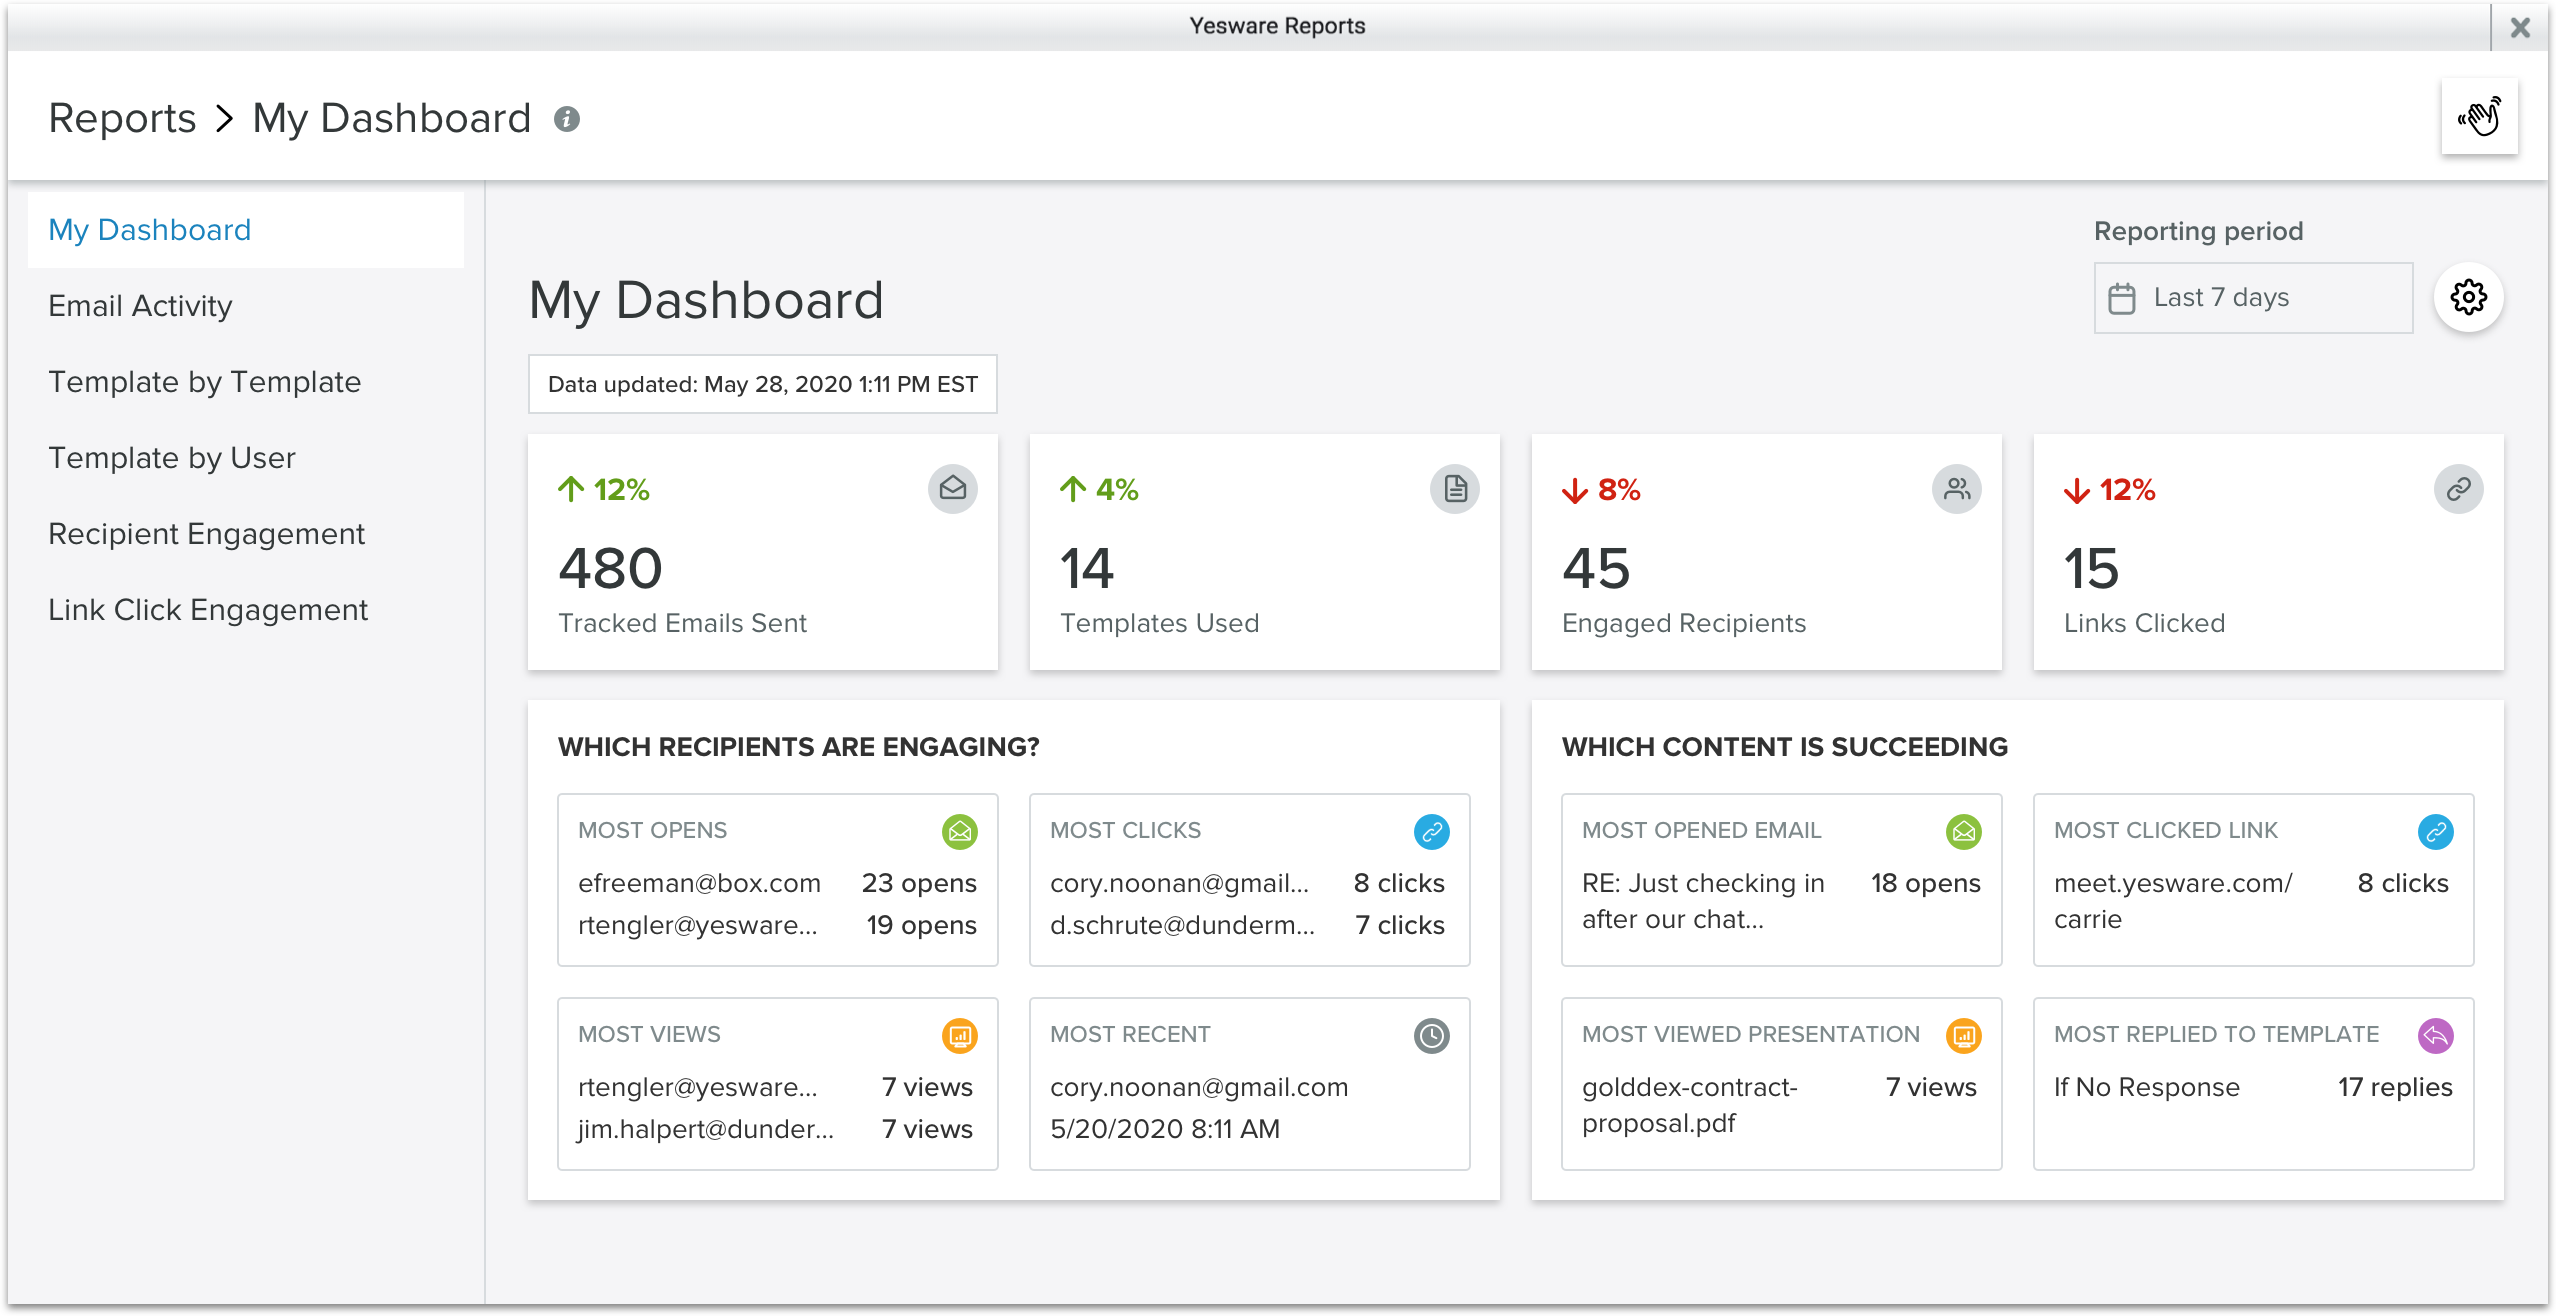 Yesware Reports
Reports > My Dashboard
My Dashboard
Email Activity
Template by Template
Template by User
Recipient Engagement
Link Click Engagement
Reporting period
Last 7 days
My Dashboard
Data updated: May 28, 2020 1:11 PM EST
12%
480
Tracked Emails Sent
4%
14
Templates Used
8%
45
Engaged Recipients
12%
15
Links Clicked
WHICH RECIPIENTS ARE ENGAGING?
MOST OPENS
efreeman@box.com 23 opens
rtengler@yesware... 19 opens
MOST CLICKS
cory.noonan@gmail... 8 clicks
d.schrute@dunderm... 7 clicks
MOST VIEWS
rtengler@yesware... 7 views
jim.halpert@dunder... 7 views
MOST RECENT
cory.noonan@gmail.com
5/20/2020 8:11 AM
WHICH CONTENT IS SUCCEEDING
MOST OPENED EMAIL
RE: Just checking in 18 opens
after our chat...
MOST CLICKED LINK
meet.yesware.com/ 8 clicks
carrie
MOST VIEWED PRESENTATION
golddex-contract- 7 views
proposal.pdf
MOST REPLIED TO TEMPLATE
If No Response 17 replies